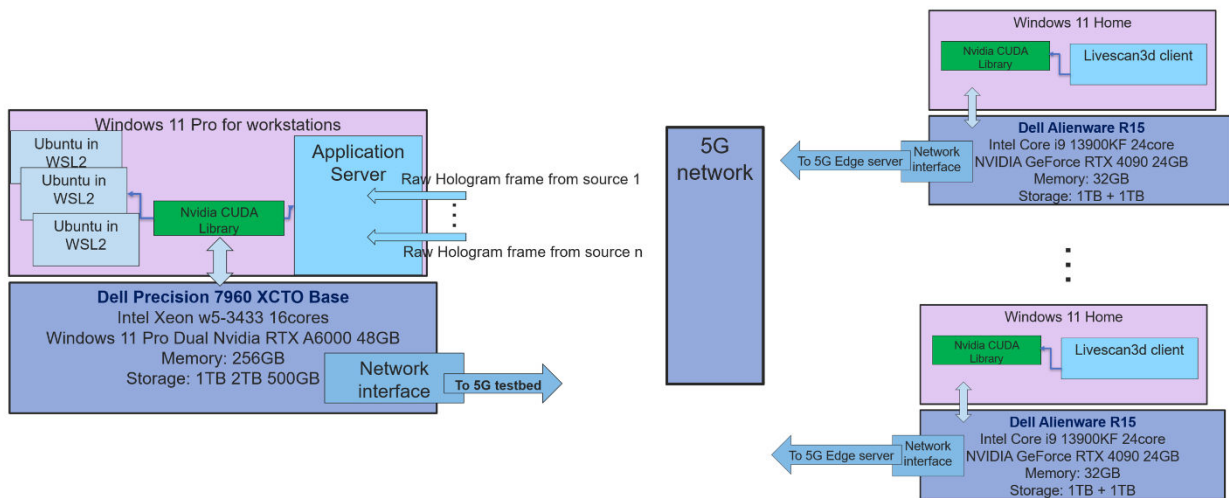 Windows 11 Pro for workstations
Ubuntu in
WSL2
Ubuntu in
WSL2
Ubuntu in
WSL2
Nvidia CUDA
Library
Application
Server
Raw Hologram frame from source 1
Raw Hologram frame from source n
Dell Precision 7960 XCTO Base
Intel Xeon w5-3433 16cores
Windows 11 Pro Dual Nvidia RTX A6000 48GB
Memory: 256GB
Storage: 1TB 2TB 500GB
Network
interface
To 5G testbed
5G
network
Windows 11 Home
Nvidia CUDA
Library
Livescan3d client
Dell Alienware R15
Intel Core i9 13900KF 24core
NVIDIA GeForce RTX 4090 24GB
Memory: 32GB
Storage: 1TB + 1TB
Network
interface
To 5G Edge server
Windows 11 Home
Nvidia CUDA
Library
Livescan3d client
Dell Alienware R15
Intel Core i9 13900KF 24core
NVIDIA GeForce RTX 4090 24GB
Memory: 32GB
Storage: 1TB + 1TB
Network
interface
To 5G Edge server